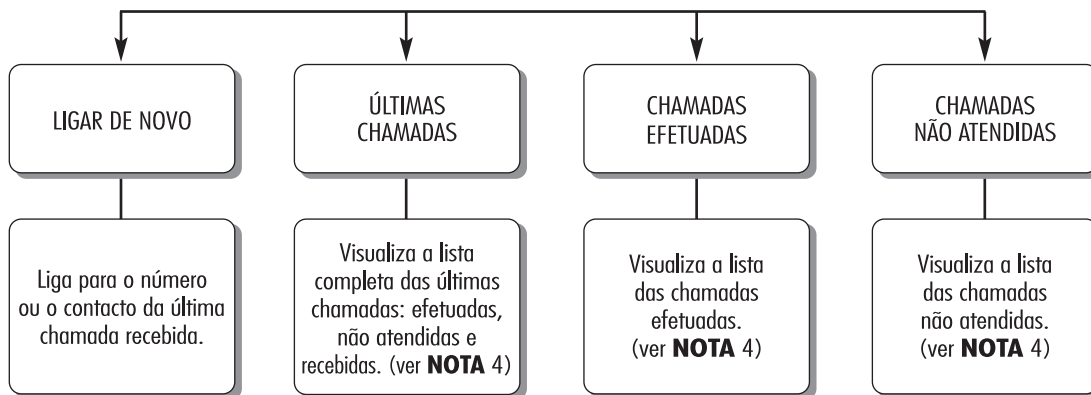 LIGAR DE NOVO
ÚLTIMAS
CHAMADAS
CHAMADAS
EFETUADAS
CHAMADAS
NÃO ATENDIDAS
Liga para o número
ou o contacto da última
chamada recebida.
Visualiza a lista
completa das últimas
chamadas: efetuadas,
não atendidas e
recebidas. (ver NOTA 4)
Visualiza a lista
das chamadas
efetuadas.
(ver NOTA 4)
Visualiza a lista
das chamadas
não atendidas.
(ver NOTA 4)